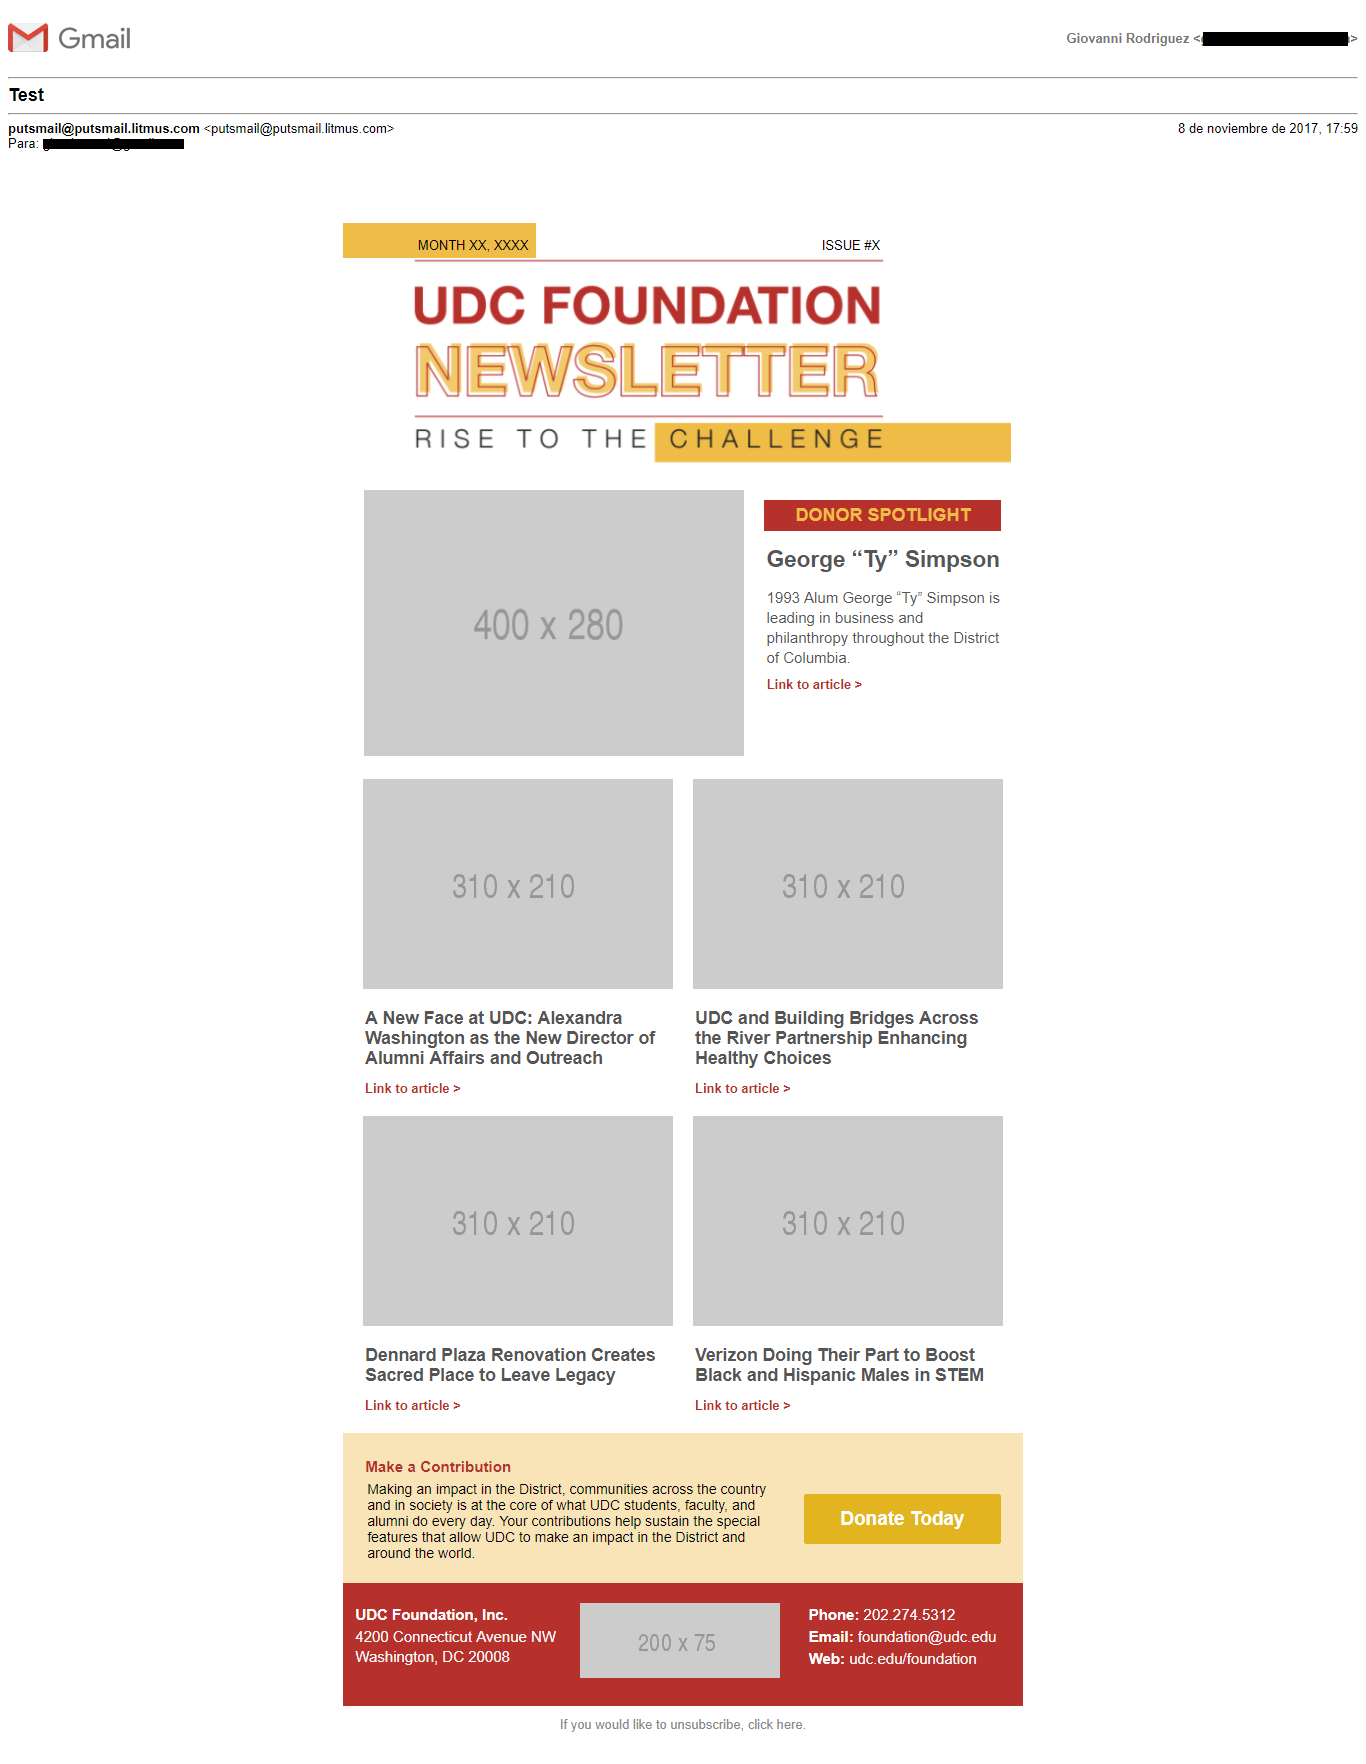 Gmail
Giovanni Rodriguez <
>
Test
putsmail@putsmail.litmus.com <putsmail@putsmail.litmus.com>
8 de noviembre de 2017, 17:59
Para:
MONTH XX, XXXX
ISSUE #X
UDC FOUNDATION
NEWSLETTER
RISE TO THE CHALLENGE
400 x 280
DONOR SPOTLIGHT
George “Ty” Simpson
1993 Alum George “Ty” Simpson is
leading in business and
philanthropy throughout the District
of Columbia.
Link to article >
310 x 210
310 x 210
A New Face at UDC: Alexandra
Washington as the New Director of
Alumni Affairs and Outreach
Link to article >
UDC and Building Bridges Across
the River Partnership Enhancing
Healthy Choices
Link to article >
310 x 210
310 x 210
Dennard Plaza Renovation Creates
Sacred Place to Leave Legacy
Link to article >
Verizon Doing Their Part to Boost
Black and Hispanic Males in STEM
Link to article >
Make a Contribution
Making an impact in the District, communities across the country
and in society is at the core of what UDC students, faculty, and
alumni do every day. Your contributions help sustain the special
features that allow UDC to make an impact in the District and
around the world.
Donate Today
UDC Foundation, Inc.
4200 Connecticut Avenue NW
Washington, DC 20008
200 x 75
Phone: 202.274.5312
Email: foundation@udc.edu
Web: udc.edu/foundation
If you would like to unsubscribe, click here.